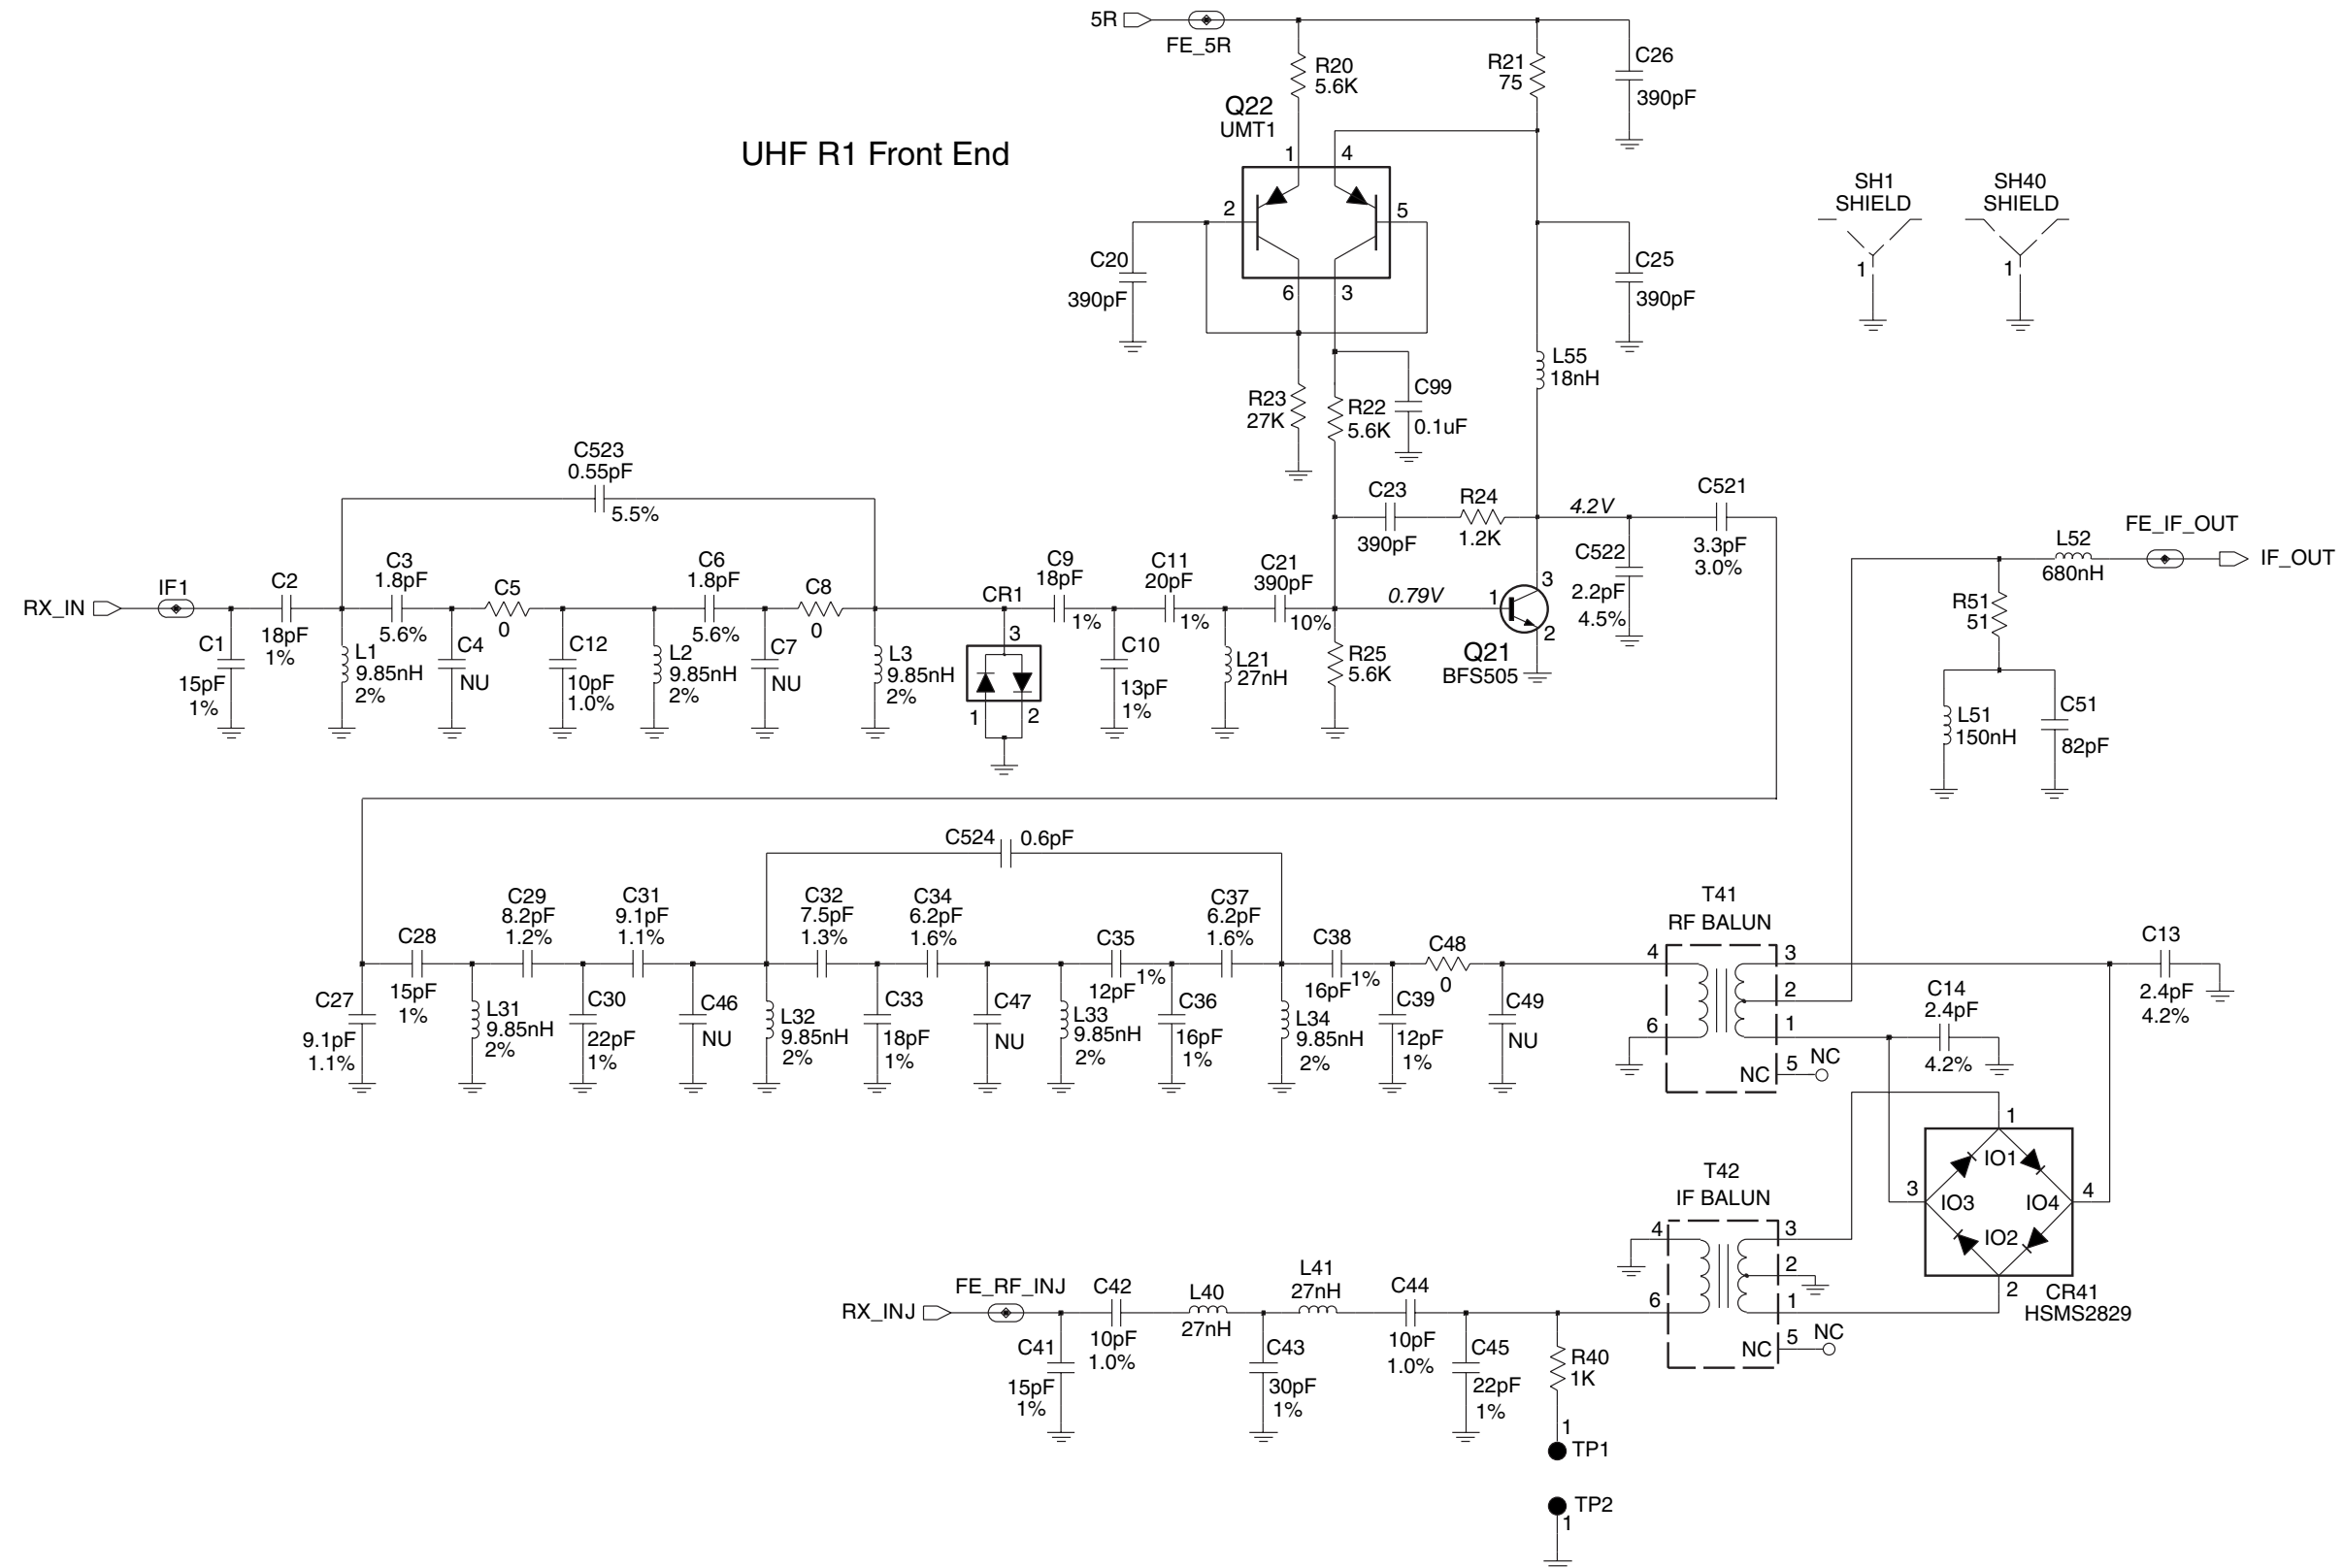 5R
FE_5R
R20
5.6K
R21
75
C26
390pF
Q22
UMT1
UHF R1 Front End
1
4
2
5
6
3
C20
390pF
C25
390pF
SH1
SHIELD
1
SH40
SHIELD
1
L55
18nH
R23
27K
R22
5.6K
C99
0.1uF
C523
0.55pF
5.5%
C23
390pF
R24
1.2K
4.2V
C521
3.3pF
3.0%
C522
2.2pF
4.5%
RX_IN
IF1
C1
15pF
1%
C2
18pF
1%
L1
9.85nH
2%
C3
1.8pF
5.6%
C4
NU
C5
0
C12
10pF
1.0%
L2
9.85nH
2%
C6
1.8pF
5.6%
C7
NU
C8
0
L3
9.85nH
2%
CR1
3
1
2
C9
18pF
1%
C10
13pF
1%
C11
20pF
1%
L21
27nH
C21
390pF
10%
R25
5.6K
0.79V
1
3
2
Q21
BFS505
FE_IF_OUT
IF_OUT
L52
680nH
R51
51
L51
150nH
C51
82pF
C524
0.6pF
C27
9.1pF
1.1%
C28
15pF
1%
L31
9.85nH
2%
C29
8.2pF
1.2%
C30
22pF
1%
C31
9.1pF
1.1%
C46
NU
L32
9.85nH
2%
C32
7.5pF
1.3%
C33
18pF
1%
C34
6.2pF
1.6%
C47
NU
L33
9.85nH
2%
C35
12pF
1%
C36
16pF
1%
C37
6.2pF
1.6%
L34
9.85nH
2%
C38
16pF
1%
C39
12pF
1%
C48
0
C49
NU
T41
RF BALUN
4
6
3
2
1
NC
5
NC
C13
2.4pF
4.2%
C14
2.4pF
4.2%
1
IO1
3
IO3
IO4
4
IO2
2
CR41
HSMS2829
T42
IF BALUN
4
6
3
2
1
NC
5
NC
RX_INJ
FE_RF_INJ
C41
15pF
1%
C42
10pF
1.0%
L40
27nH
C43
30pF
1%
L41
27nH
C44
10pF
1.0%
C45
22pF
1%
R40
1K
1
TP1
TP2
1